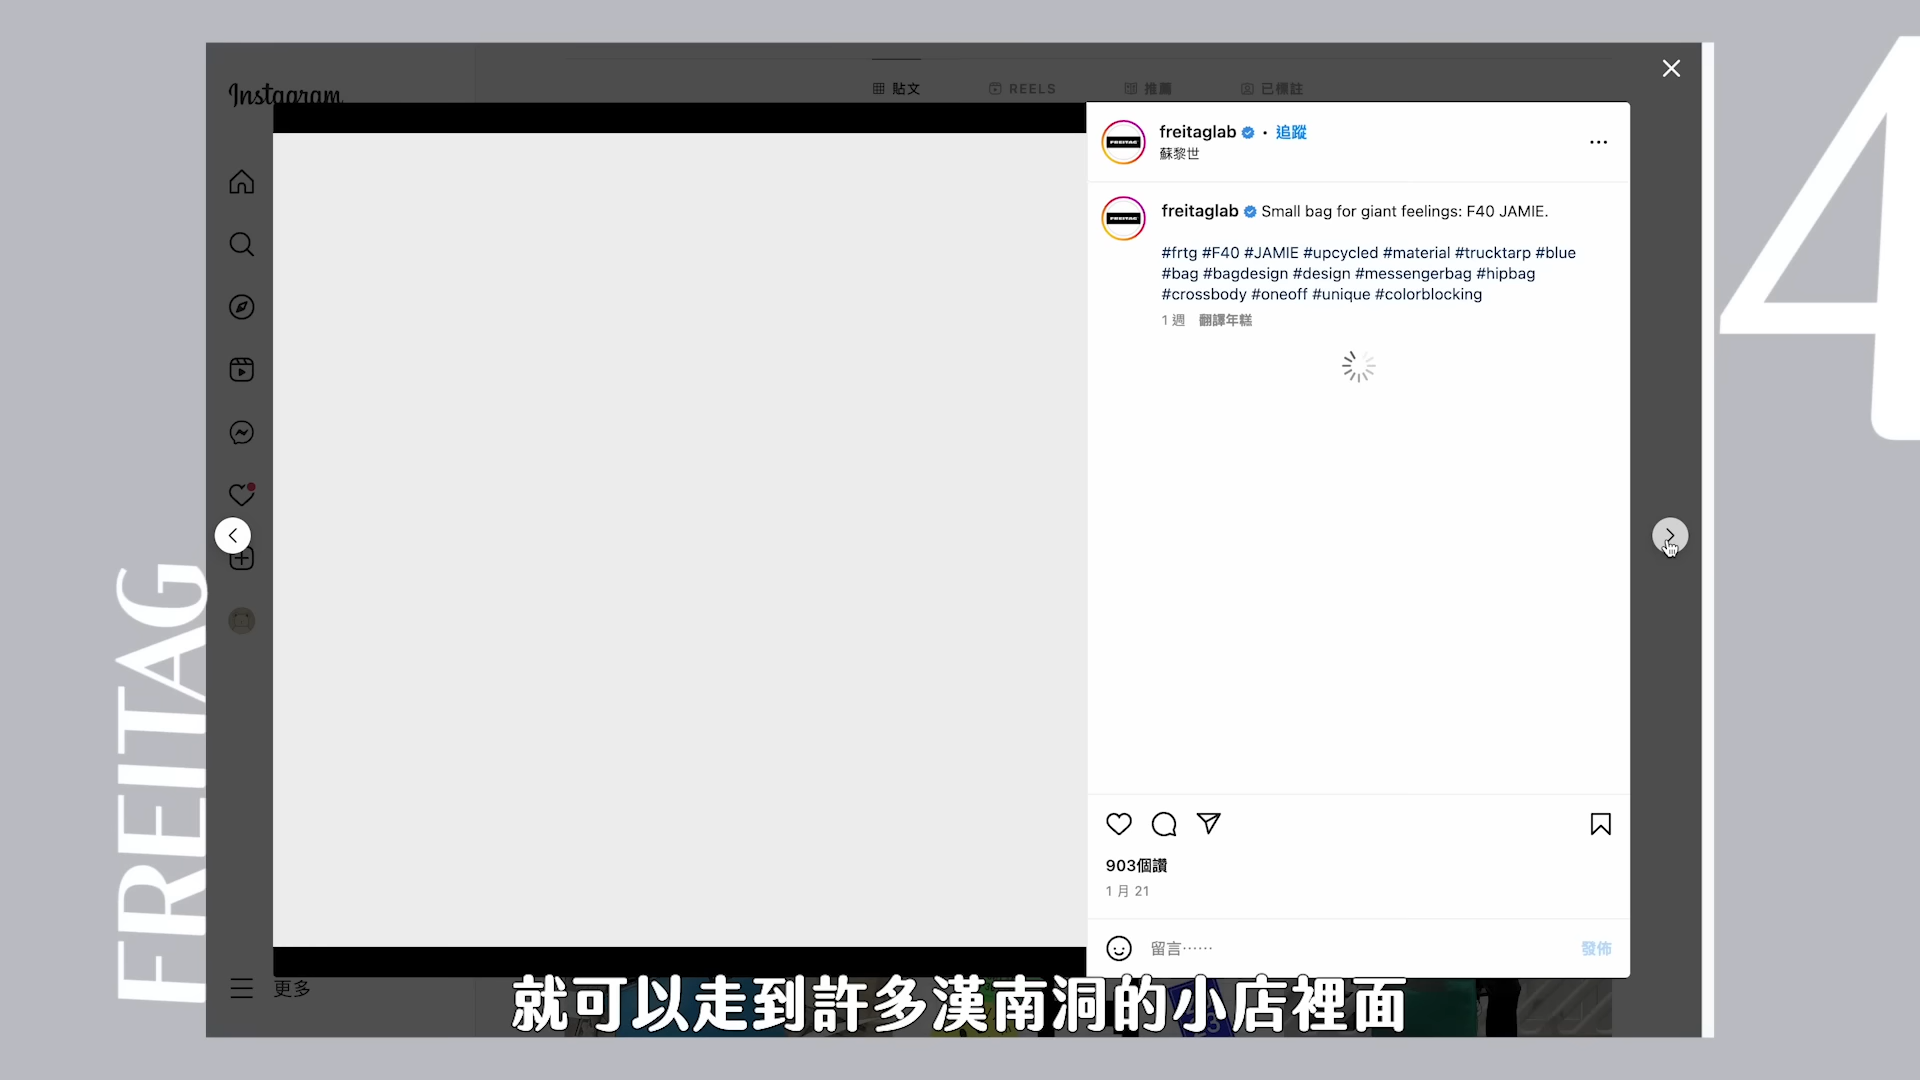 Instagram
貼文
REELS
推薦
已標註
freitaglab • 追蹤
蘇黎世
freitaglab Small bag for giant feelings: F40 JAMIE.
#frtg #F40 #JAMIE #upcycled #material #trucktarp #blue
#bag #bagdesign #design #messengerbag #hipbag
#crossbody #oneoff #unique #colorblocking
1 週 翻譯年糕
903個讚
1 月 21
留言⋯⋯
發佈
更多
FREITAG
4
FREITAG
FREITAG
就可以走到許多漢南洞的小店裡面